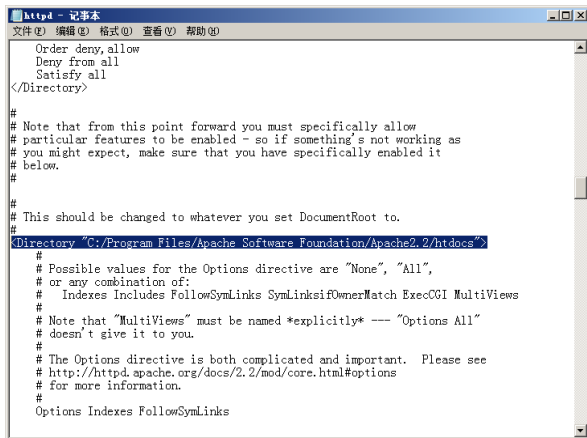 httpd - 记事本
文件(F) 编辑(E) 格式(O) 查看(V) 帮助(H)
Order deny,allow
Deny from all
Satisfy all
</Directory>
#
# Note that from this point forward you must specifically allow
# particular features to be enabled - so if something's not working as
# you might expect, make sure that you have specifically enabled it
# below.
#
#
# This should be changed to whatever you set DocumentRoot to.
#
<Directory "C:/Program Files/Apache Software Foundation/Apache2.2/htdocs">
#
# Possible values for the Options directive are "None", "All",
# or any combination of:
#   Indexes Includes FollowSymLinks SymLinksifOwnerMatch ExecCGI MultiViews
#
# Note that "MultiViews" must be named *explicitly* --- "Options All"
# doesn't give it to you.
#
# The Options directive is both complicated and important.  Please see
# http://httpd.apache.org/docs/2.2/mod/core.html#options
# for more information.
#
Options Indexes FollowSymLinks